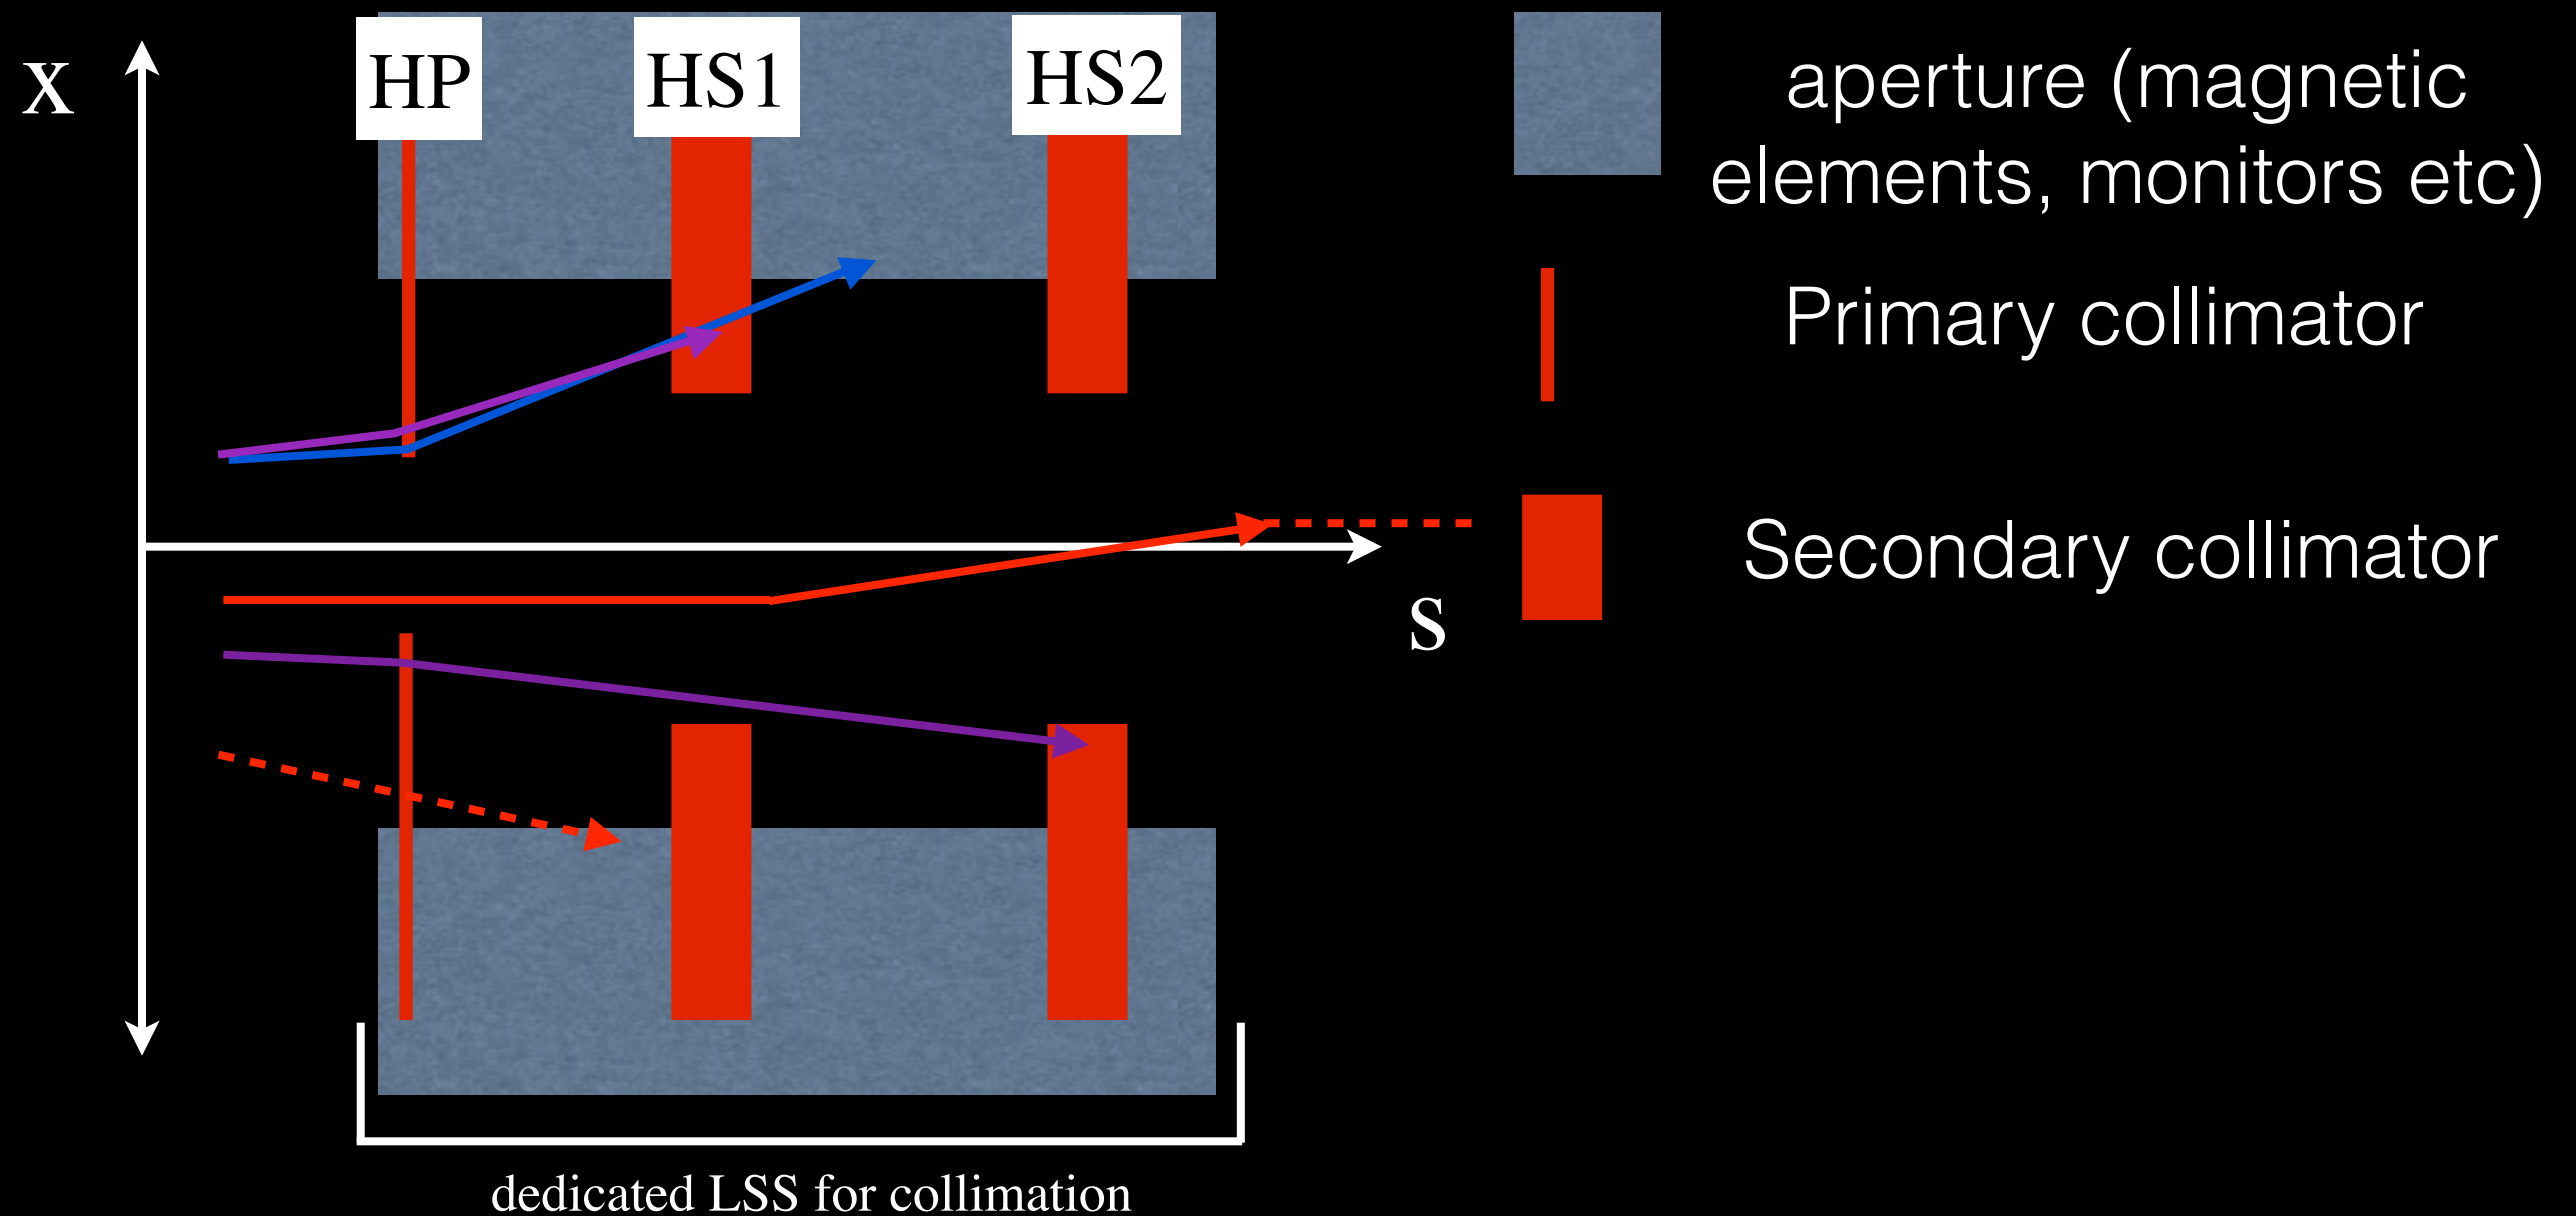 X
HP
HS1
HS2
aperture (magnetic
elements, monitors etc)
Primary collimator
Secondary collimator
S
dedicated LSS for collimation